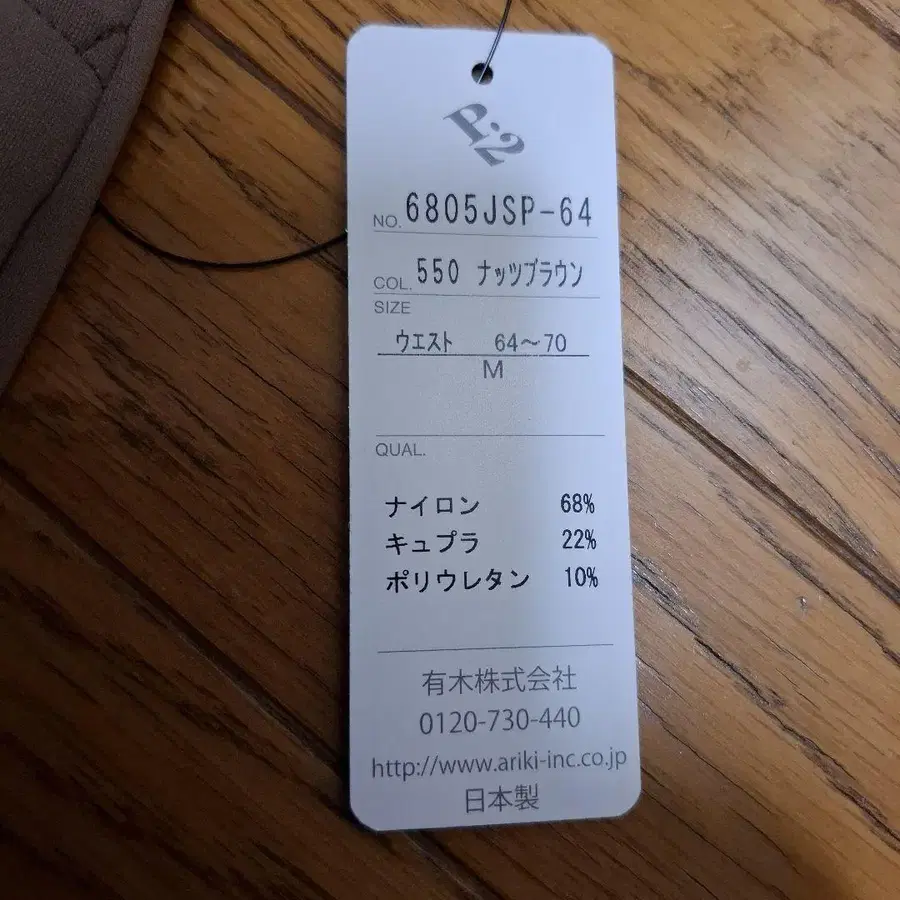 P.2
NO. 6805JSP-64
COL. 550 ナッツブラウン
SIZE
ウエスト 64～70
M
QUAL.
ナイロン 68%
キュプラ 22%
ポリウレタン 10%
有木株式会社
0120-730-440
http://www.ariki-inc.co.jp
日本製